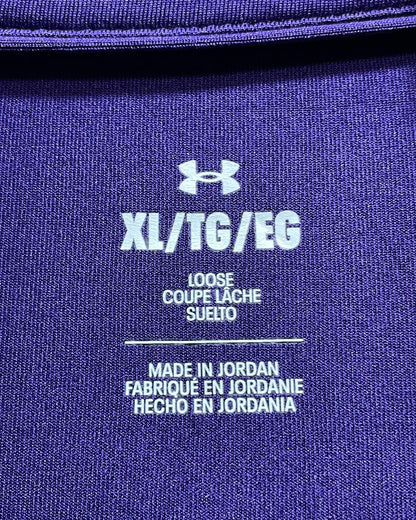 XL/TG/EG
LOOSE
COUPE LÂCHE
SUELTO
MADE IN JORDAN
FABRIQUÉ EN JORDANIE
HECHO EN JORDANIA